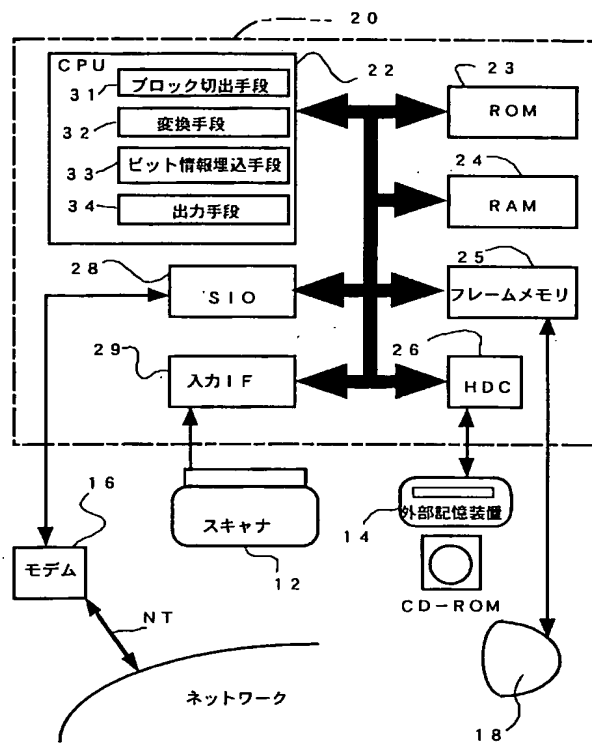 20
CPU
22
31
ブロック切出手段
32
変換手段
33
ビット情報埋込手段
34
出力手段
23
ROM
24
RAM
28
SIO
25
フレームメモリ
29
入力IF
26
HDC
16
モデム
スキャナ
12
外部記憶装置
14
CD-ROM
NT
ネットワーク
18